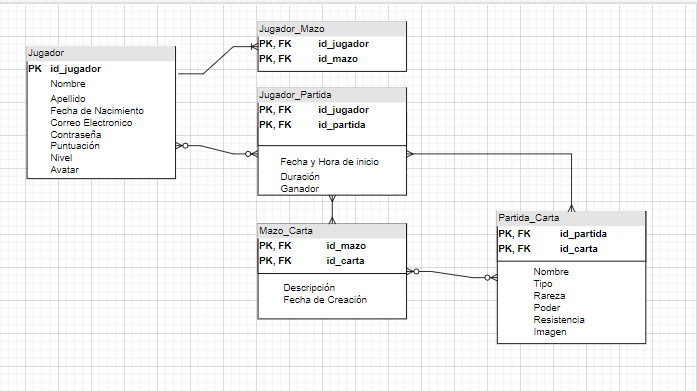 Jugador
PK id_jugador
Nombre
Apellido
Fecha de Nacimiento
Correo Electronico
Contraseña
Puntuación
Nivel
Avatar
Jugador_Mazo
PK, FK id_jugador
PK, FK id_mazo
Jugador_Partida
PK, FK id_jugador
PK, FK id_partida
Fecha y Hora de inicio
Duración
Ganador
Mazo_Carta
PK, FK id_mazo
PK, FK id_carta
Descripción
Fecha de Creación
Partida_Carta
PK, FK id_partida
PK, FK id_carta
Nombre
Tipo
Rareza
Poder
Resistencia
Imagen